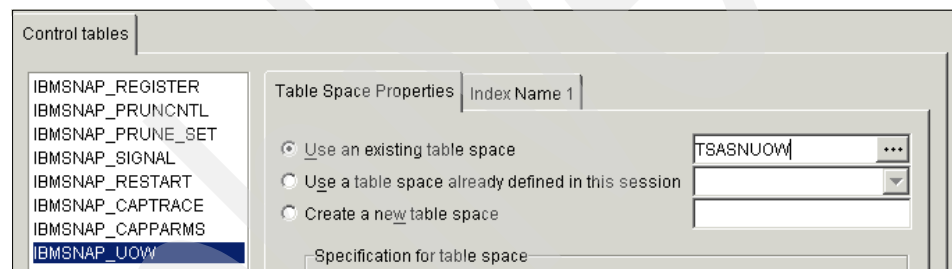 Control tables
IBMSNAP_REGISTER
IBMSNAP_PRUNCNTL
IBMSNAP_PRUNE_SET
IBMSNAP_SIGNAL
IBMSNAP_RESTART
IBMSNAP_CAPTRACE
IBMSNAP_CAPPARMS
IBMSNAP_UOW
Table Space Properties Index Name 1
Use an existing table space TSASNUOW ...
Use a table space already defined in this session
Create a new table space
Specification for table space